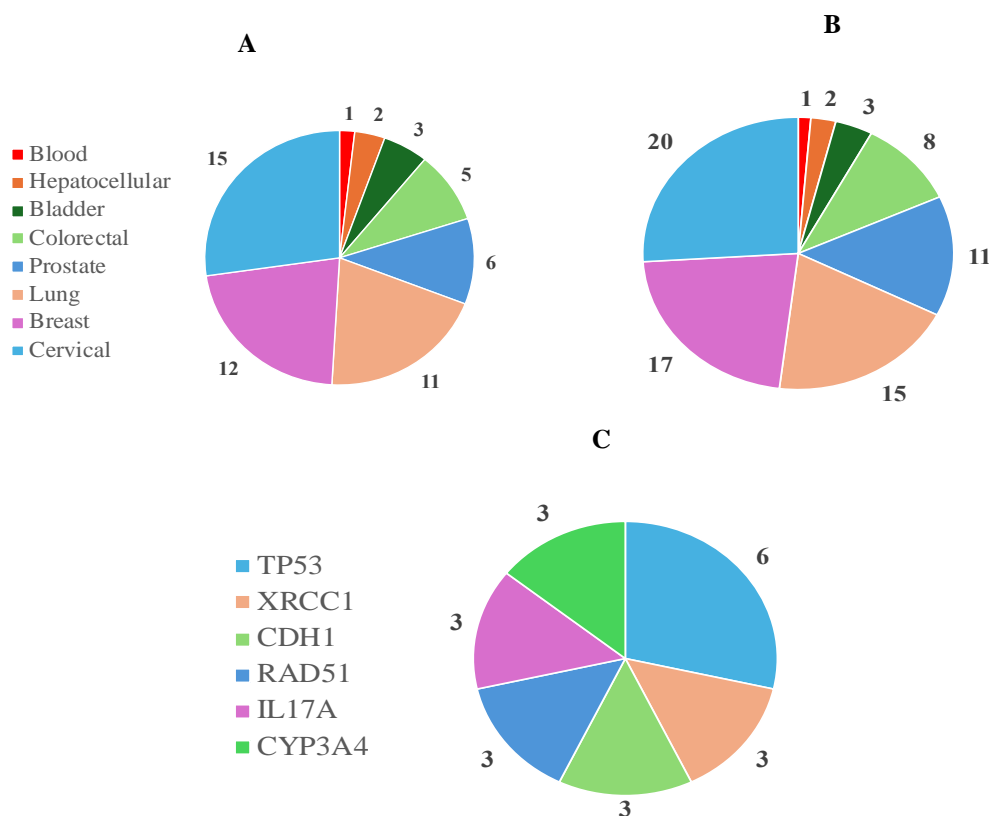 A
B
Blood
Hepatocellular
Bladder
Colorectal
Prostate
Lung
Breast
Cervical
1
2
3
5
6
11
12
15
1
2
3
8
11
15
17
20
C
TP53
XRCC1
CDH1
RAD51
IL17A
CYP3A4
6
3
3
3
3
3